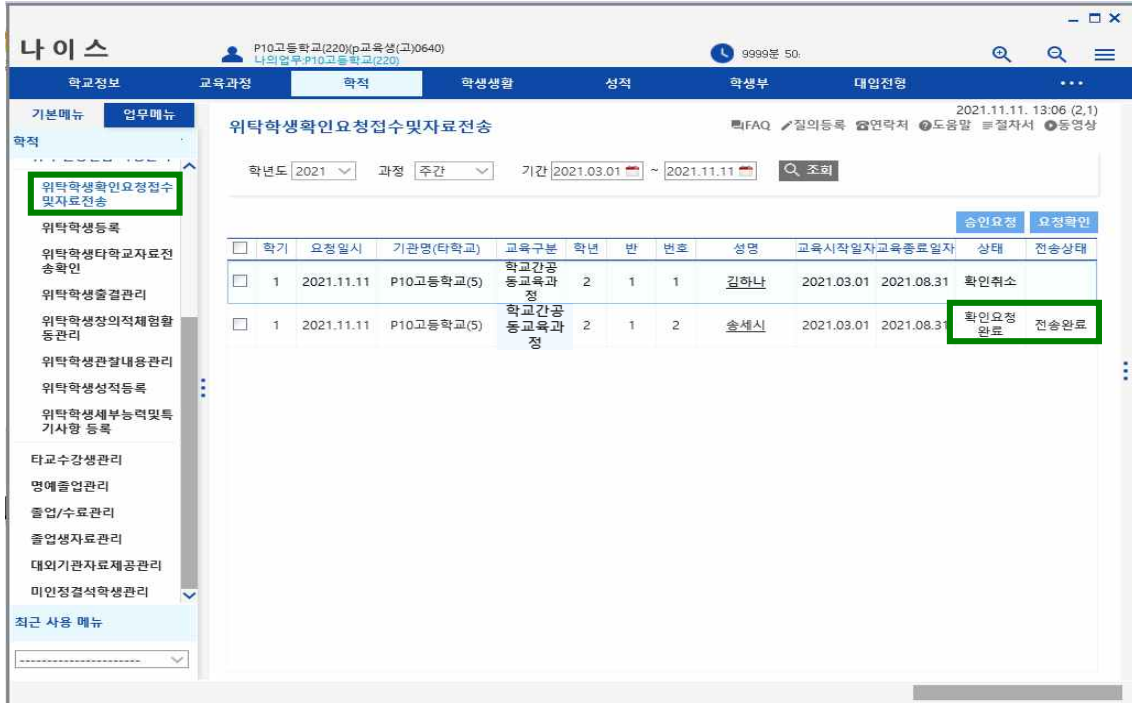 나이스
P10고등학교(220)(p교육생(고)0640)
나의업무:P10고등학교(220)
9999분 50
학교정보 교육과정 학적 학생생활 성적 학생부 대입전형 •••
기본메뉴 업무메뉴
학적
2021.11.11. 13:06 (2,1)
위탁학생확인요청접수및자료전송
FAQ 질의등록 연락처 도움말 절차서 동영상
학년도 2021 과정 주간 기간 2021.03.01 ~ 2021.11.11 조회
승인요청 요청확인
위탁학생확인요청접수
및자료전송
위탁학생등록
위탁학생타학교자료전
송확인
위탁학생출결관리
위탁학생창의적체험활
동관리
위탁학생관찰내용관리
위탁학생성적등록
위탁학생세부능력및특
기사항 등록
타교수강생관리
명예졸업관리
졸업/수료관리
졸업생자료관리
대외기관자료제공관리
미인정결석학생관리
최근 사용 메뉴
----------------------
학기 요청일시 기관명(타학교) 교육구분 학년 반 번호 성명 교육시작일자 교육종료일자 상태 전송상태
1 2021.11.11 P10고등학교(5) 학교간공
동교육과
정 2 1 1 김하나 2021.03.01 2021.08.31 확인취소
1 2021.11.11 P10고등학교(5) 학교간공
동교육과
정 2 1 2 송세시 2021.03.01 2021.08.31 확인요청
완료 전송완료